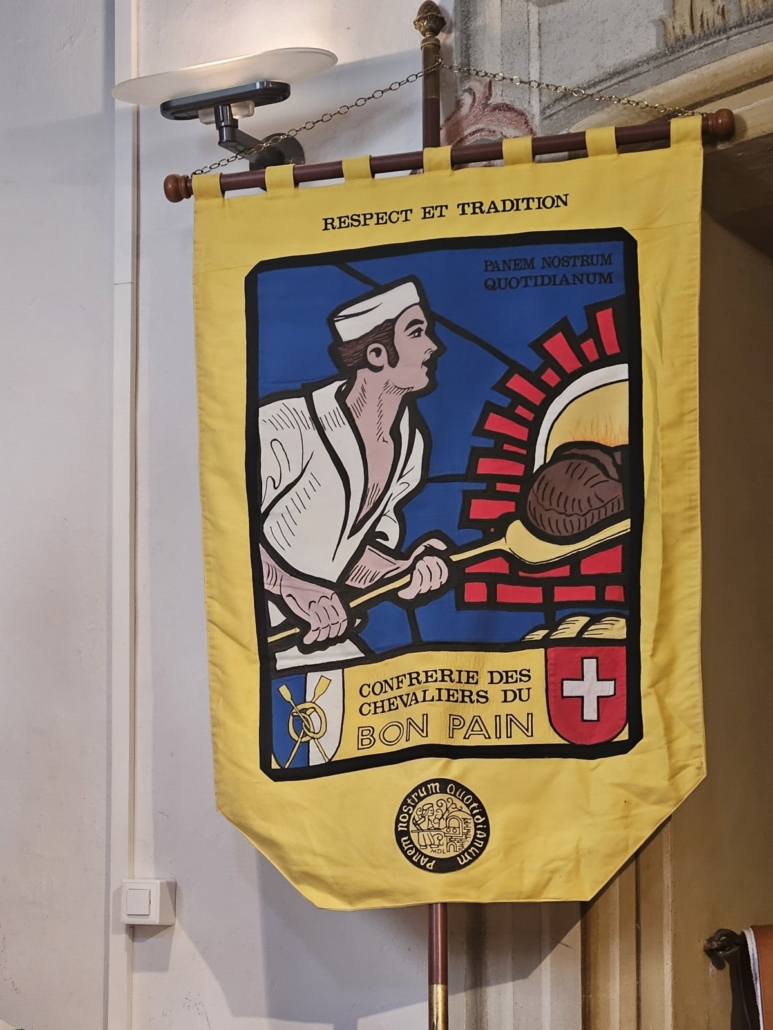 RESPECT ET TRADITION
PANEM NOSTRUM
QUOTIDIANUM
CONFRERIE DES
CHEVALIERS DU
BON PAIN
PANEM NOSTRUM QUOTIDIANUM